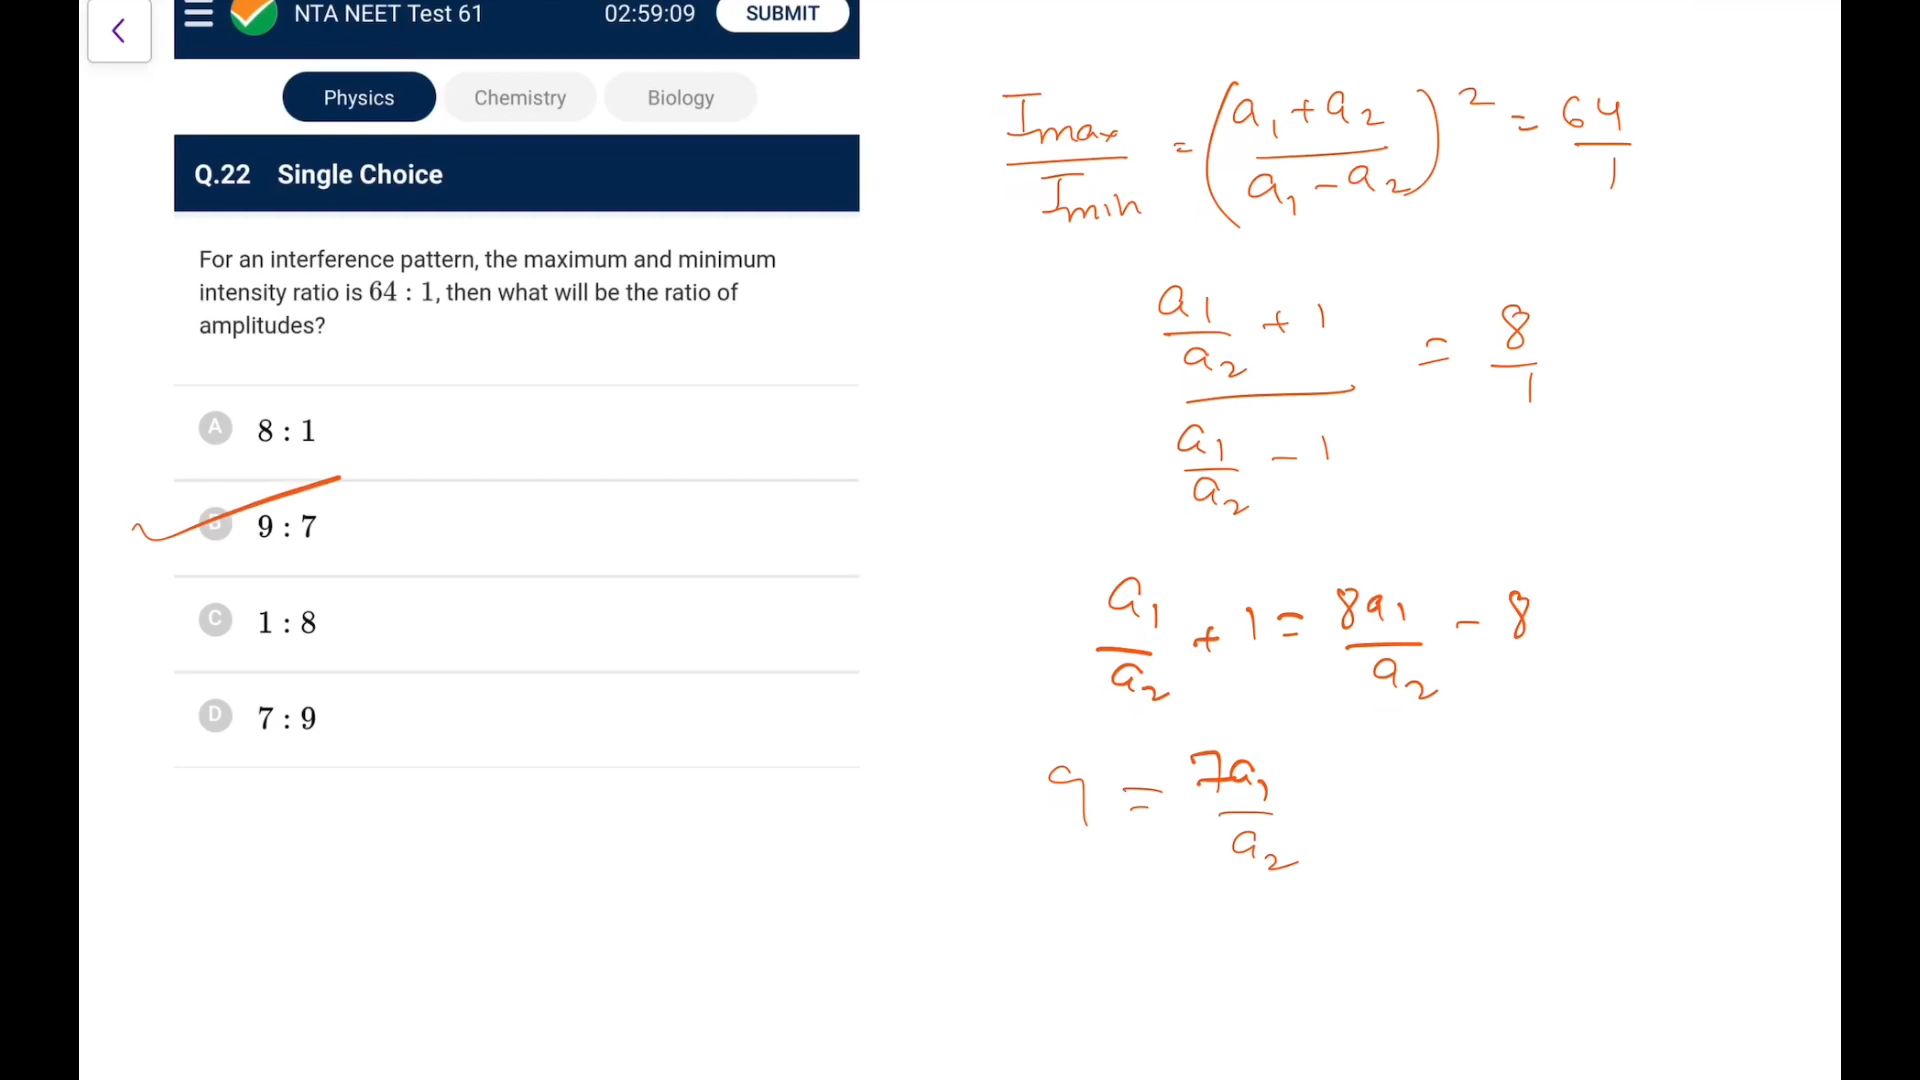 NTA NEET Test 61 02:59:09 SUBMIT
Physics Chemistry Biology
Q.22 Single Choice
For an interference pattern, the maximum and minimum
intensity ratio is 64 : 1, then what will be the ratio of
amplitudes?
A 8 : 1
B 9 : 7
C 1 : 8
D 7 : 9
Imax / Imin = ( a1 + a2 / a1 - a2 )² = 64 / 1
a1 / a2 + 1 / a1 / a2 - 1 = 8 / 1
a1 / a2 + 1 = 8a1 / a2 - 8
9 = 7a1 / a2